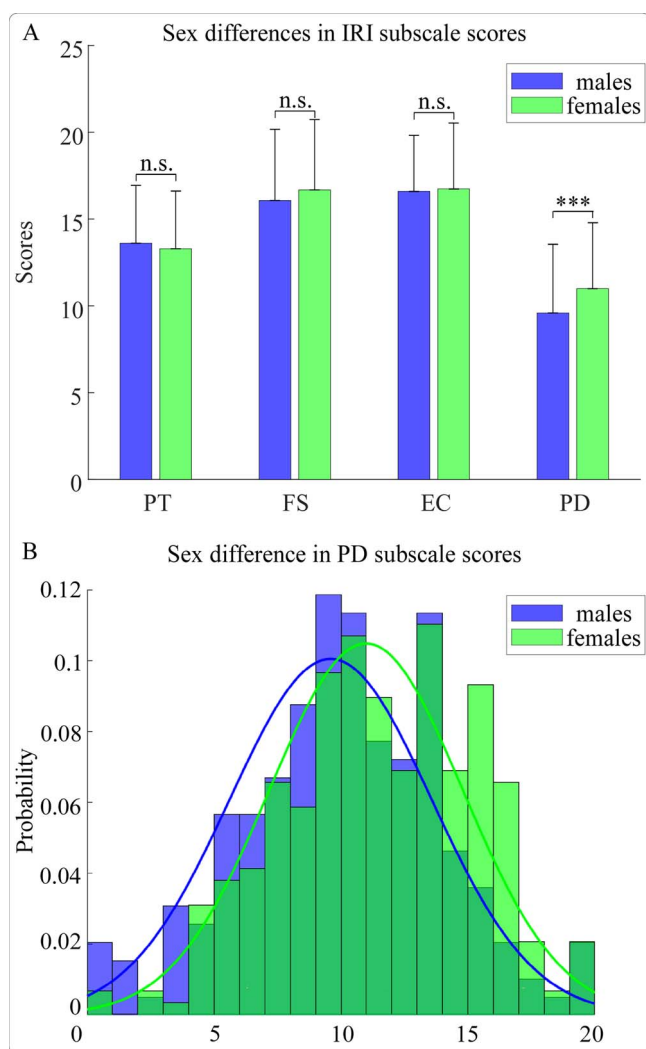 A
Sex differences in IRI subscale scores
25
20
15
10
5
0
Scores
males
females
n.s.
n.s.
n.s.
***
PT
FS
EC
PD
B
Sex difference in PD subscale scores
0.12
0.1
0.08
0.06
0.04
0.02
0
Probability
males
females
0
5
10
15
20